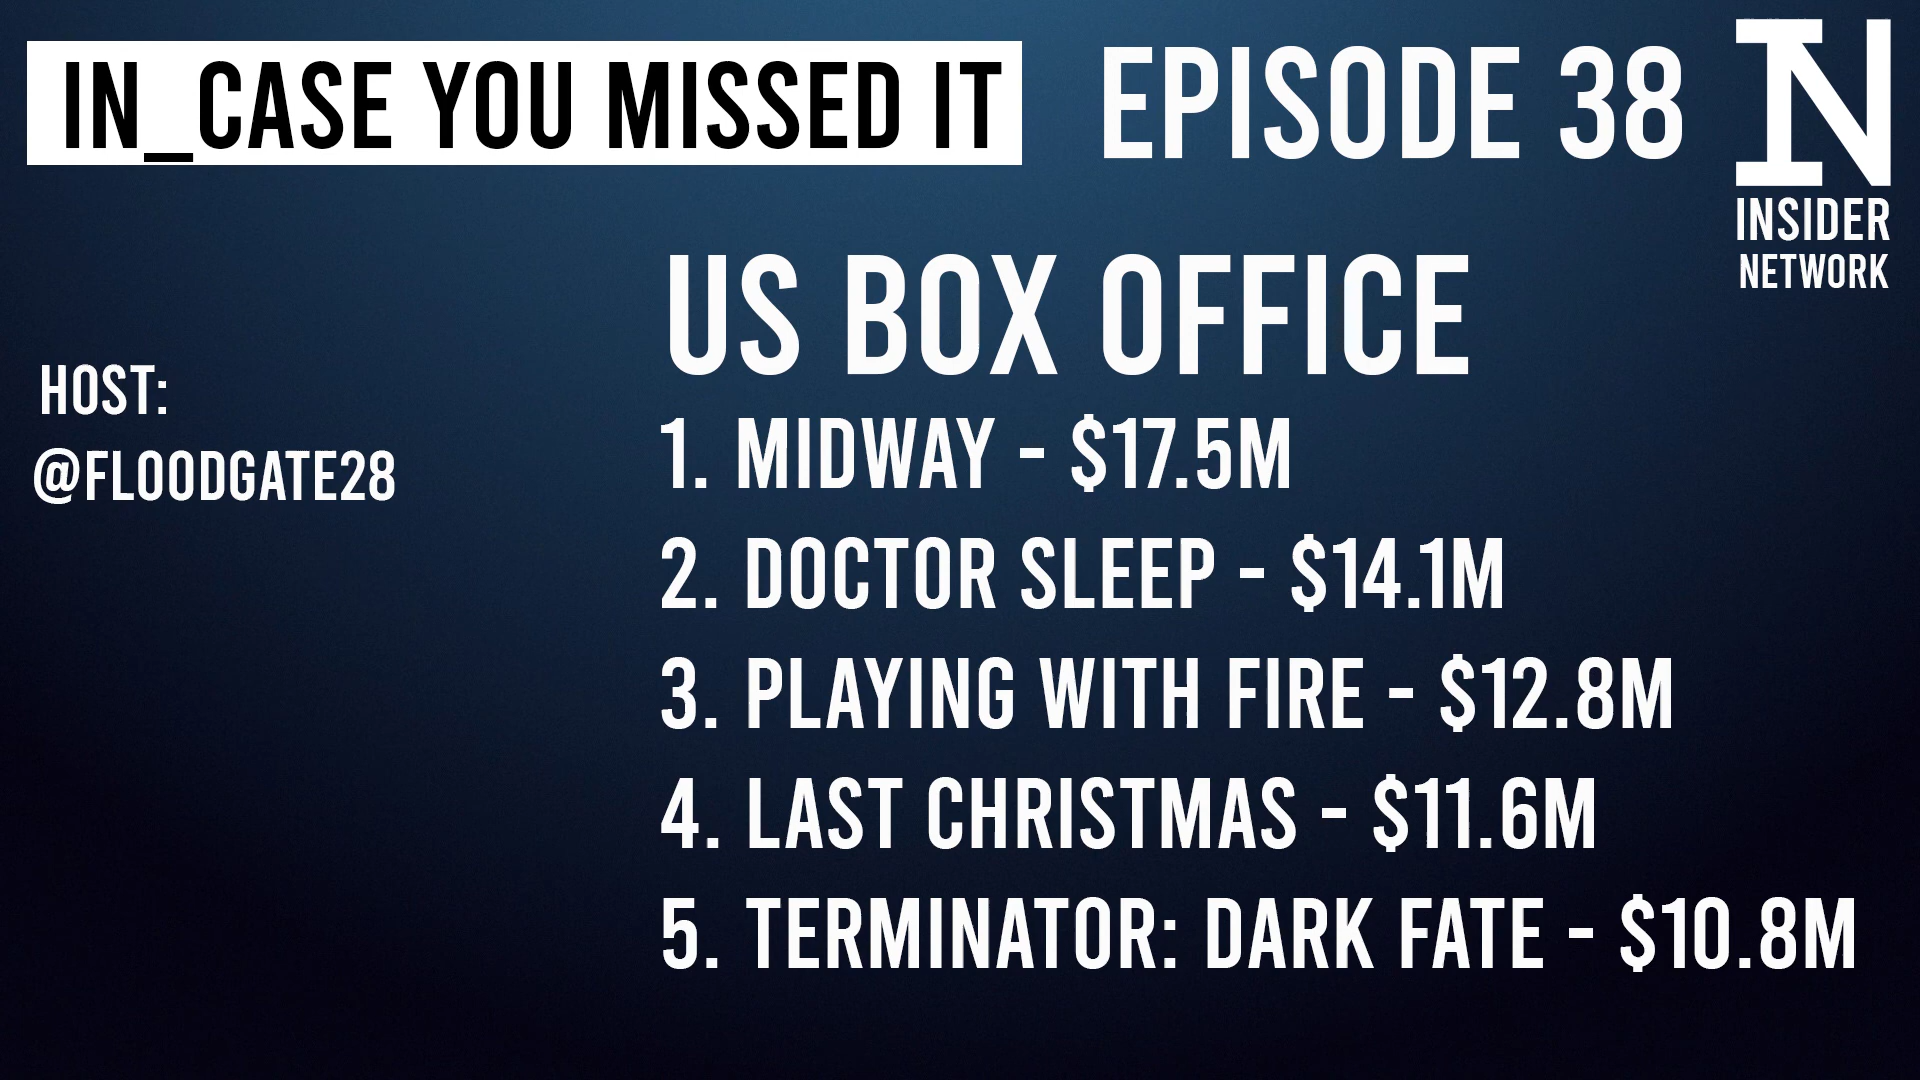 IN_CASE YOU MISSED IT
EPISODE 38
IN
INSIDER
NETWORK
US BOX OFFICE
HOST:
@FLOODGATE28
1. MIDWAY - $17.5M
2. DOCTOR SLEEP - $14.1M
3. PLAYING WITH FIRE - $12.8M
4. LAST CHRISTMAS - $11.6M
5. TERMINATOR: DARK FATE - $10.8M